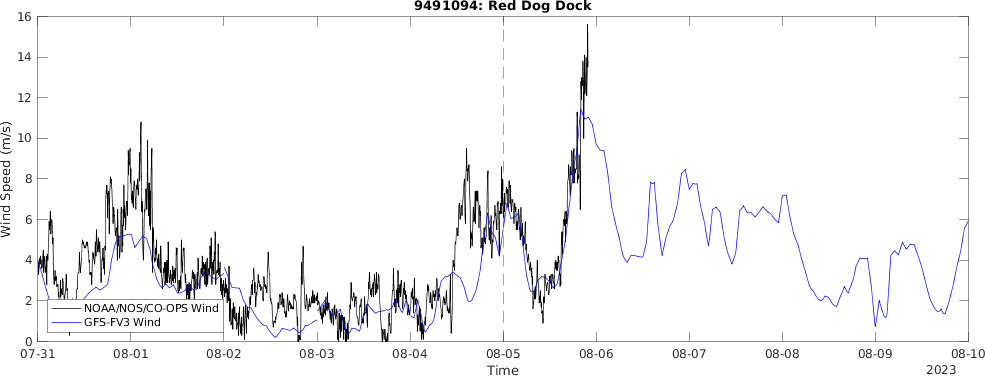 9491094: Red Dog Dock
16
14
12
10
8
6
4
2
0
Wind Speed (m/s)
NOAA/NOS/CO-OPS Wind
GFS-FV3 Wind
07-31 08-01 08-02 08-03 08-04 08-05 08-06 08-07 08-08 08-09 08-10
Time
2023